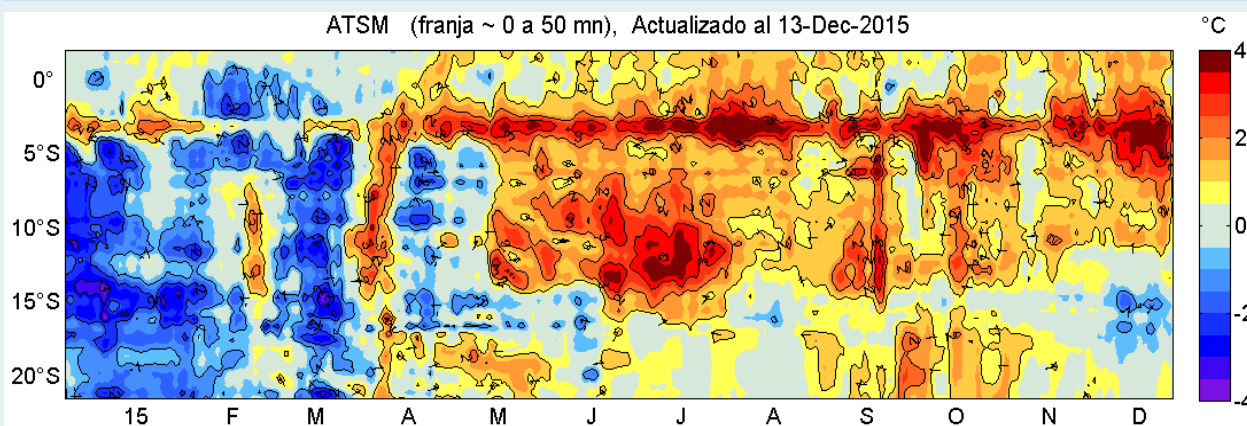 ATSM (franja ~ 0 a 50 mn), Actualizado al 13-Dec-2015
°C
4
2
0
-2
-4
0°
5°S
10°S
15°S
20°S
15 F M A M J J A S O N D